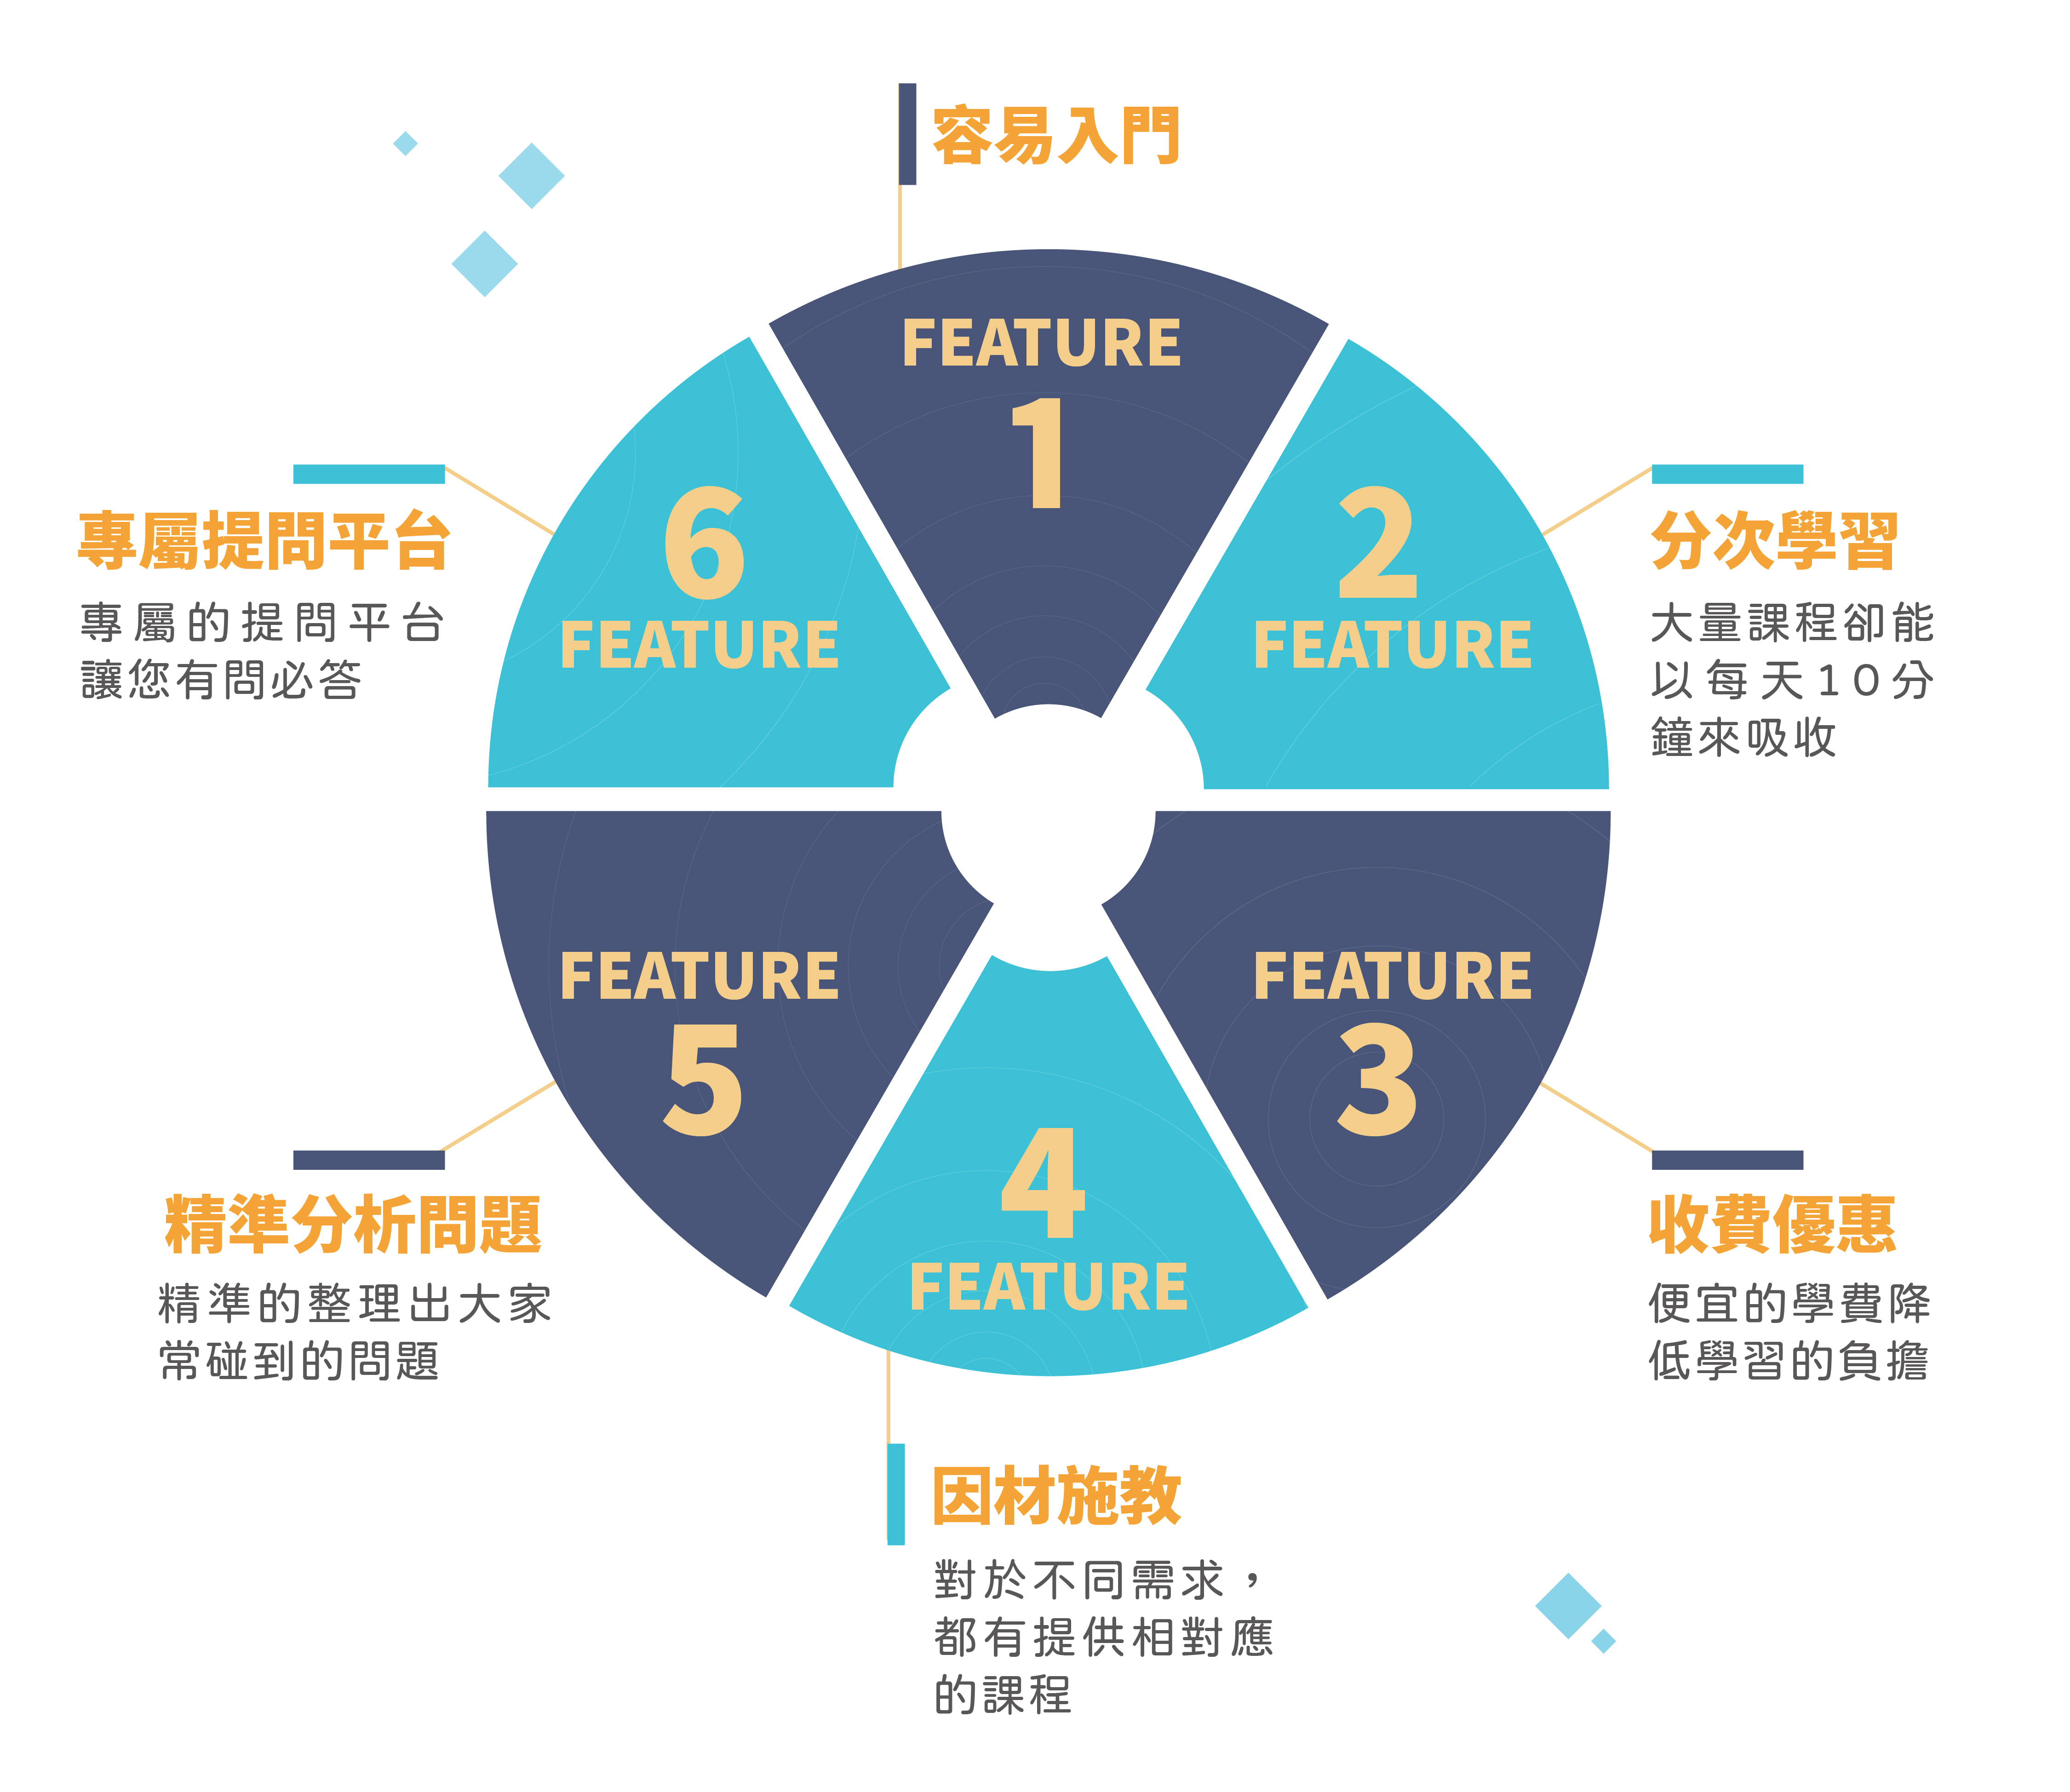 容易入門
FEATURE
1
分次學習
大量課程卻能
以每天10分
鐘來吸收
2
FEATURE
收費優惠
便宜的學費降
低學習的負擔
FEATURE
3
因材施教
對於不同需求，
都有提供相對應
的課程
4
FEATURE
精準分析問題
精準的整理出大家
常碰到的問題
FEATURE
5
專屬提問平台
專屬的提問平台
讓您有問必答
6
FEATURE